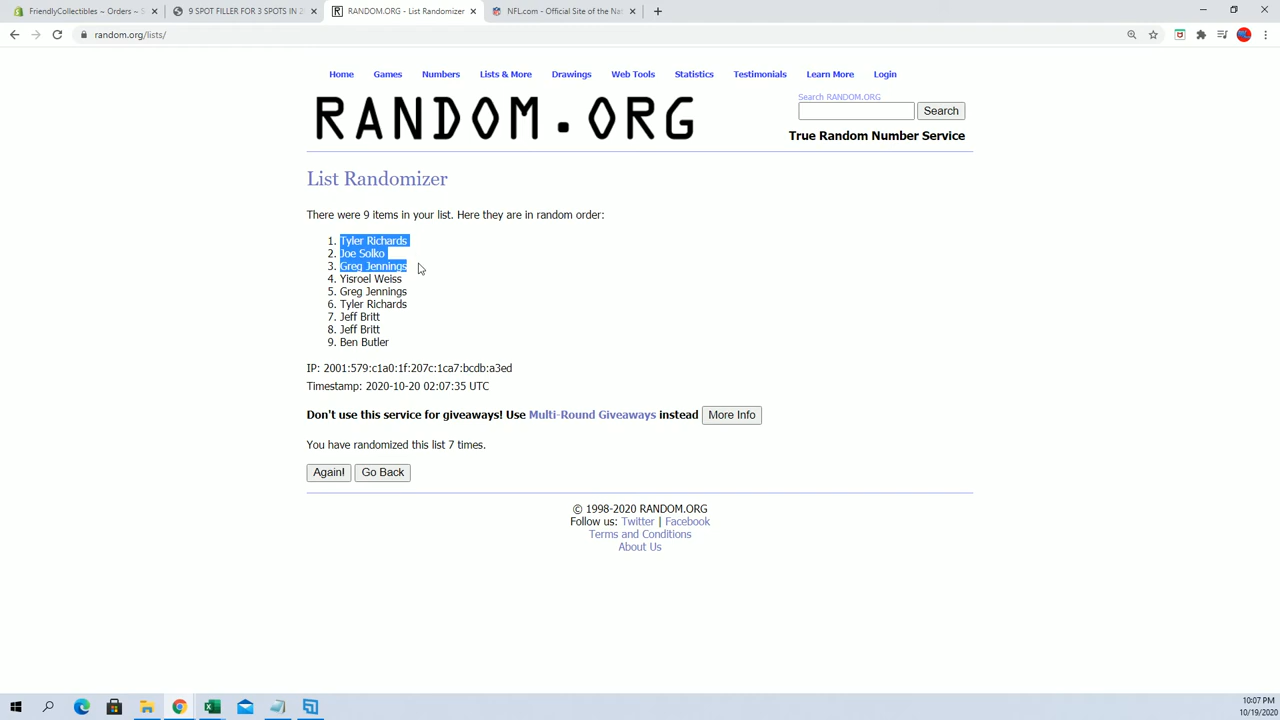 FriendlyCollectibles ~ Orders ~ S
9 SPOT FILLER FOR 3 SPOTS IN 2
RANDOM.ORG - List Randomizer
NFL.com - Official Site of the Nat
random.org/lists/
Home Games Numbers Lists & More Drawings Web Tools Statistics Testimonials Learn More Login
RANDOM.ORG
Search RANDOM.ORG
Search
True Random Number Service
List Randomizer
There were 9 items in your list. Here they are in random order:
1. Tyler Richards
2. Joe Solko
3. Greg Jennings
4. Yisroel Weiss
5. Greg Jennings
6. Tyler Richards
7. Jeff Britt
8. Jeff Britt
9. Ben Butler
IP: 2001:579:c1a0:1f:207c:1ca7:bcdb:a3ed
Timestamp: 2020-10-20 02:07:35 UTC
Don't use this service for giveaways! Use Multi-Round Giveaways instead More Info
You have randomized this list 7 times.
Again! Go Back
© 1998-2020 RANDOM.ORG
Follow us: Twitter | Facebook
Terms and Conditions
About Us
10:07 PM
10/19/2020